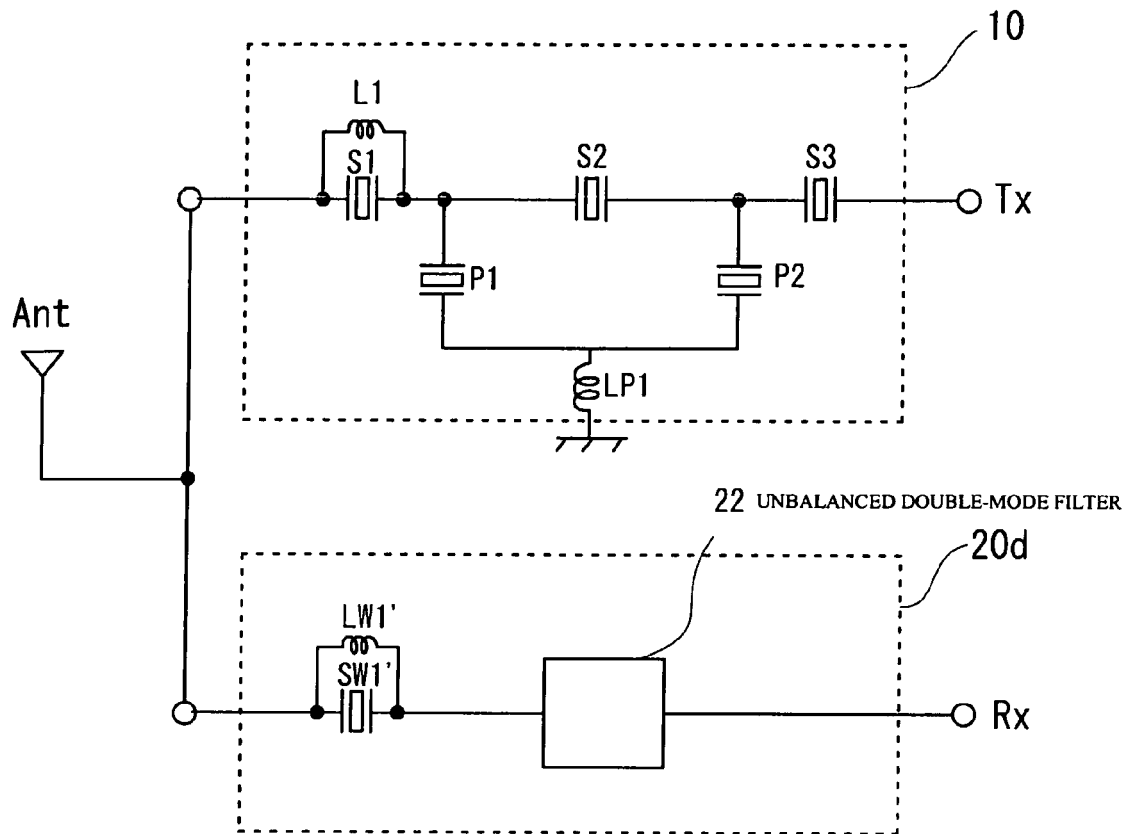 10
L1
S1
S2
S3
Tx
P1
P2
Ant
LP1
22 UNBALANCED DOUBLE-MODE FILTER
20d
LW1'
SW1'
Rx